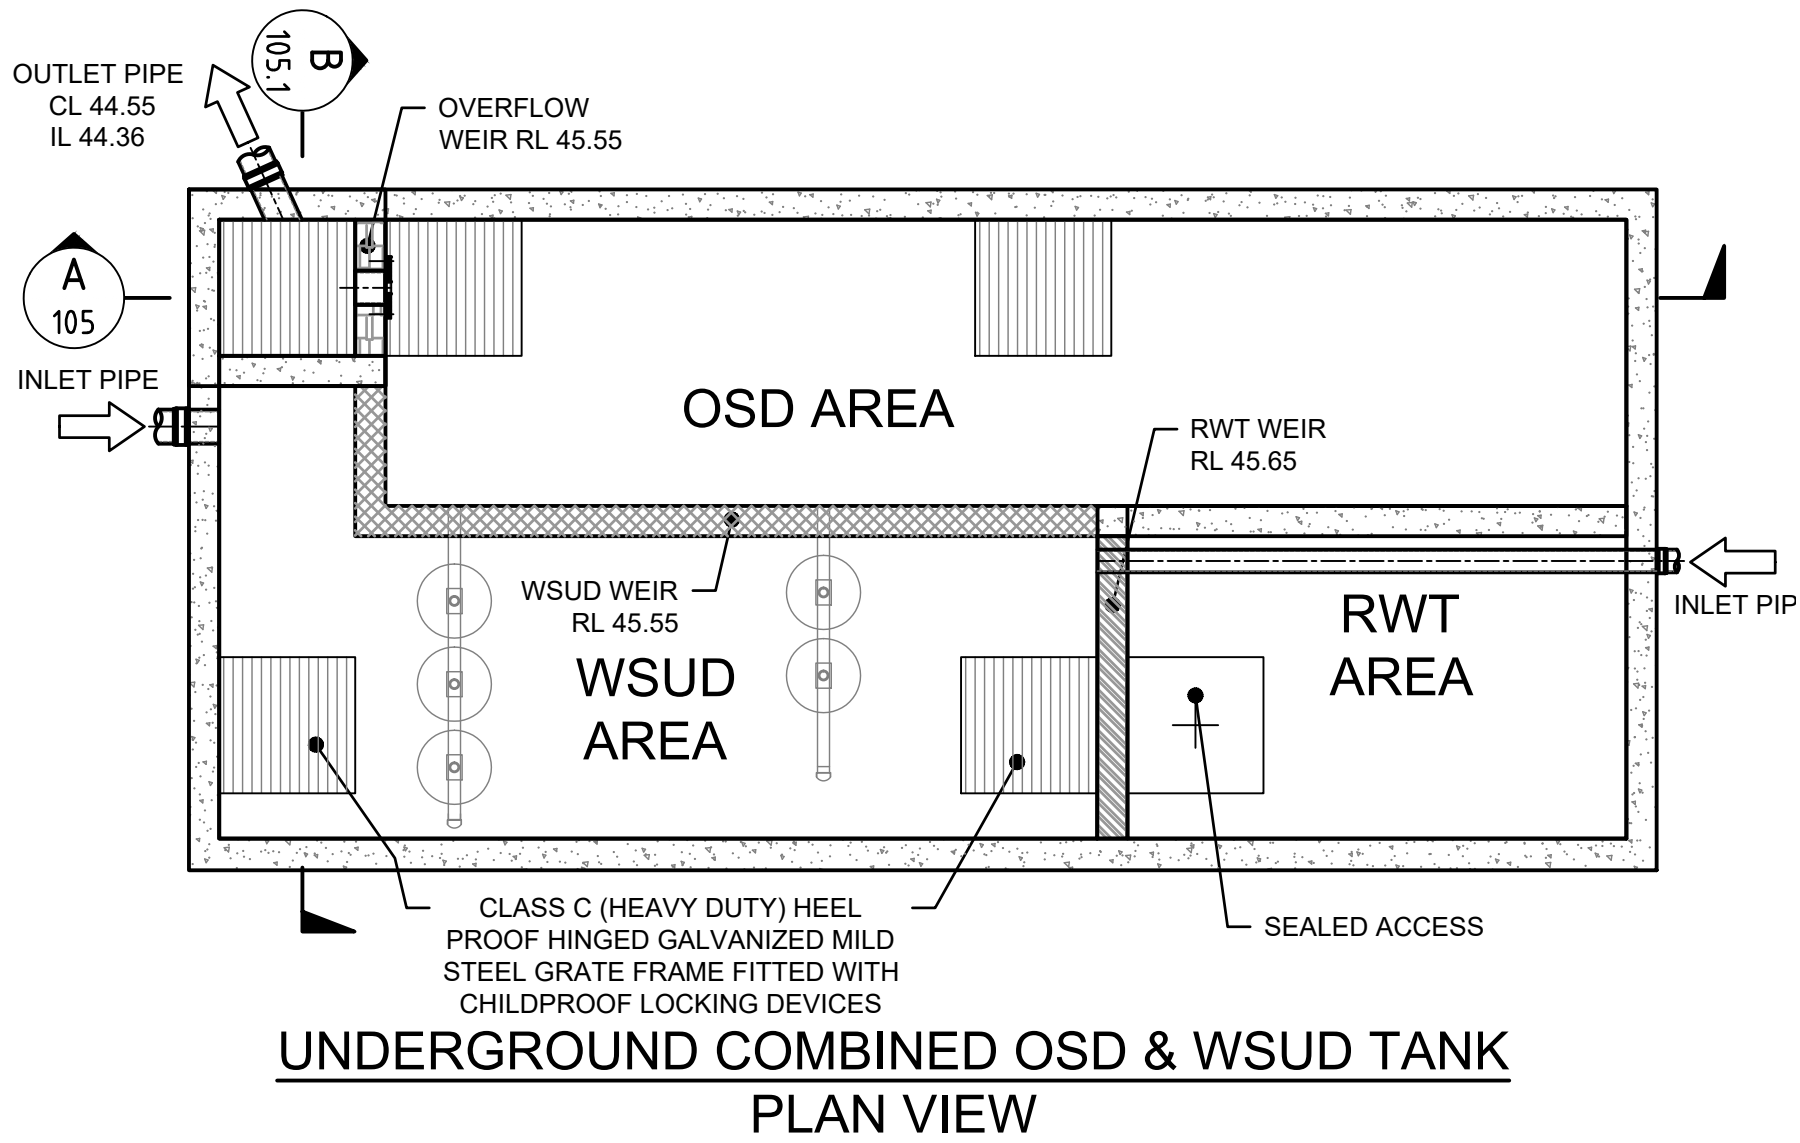 B
105.1
OUTLET PIPE
CL 44.55
IL 44.36
OVERFLOW
WEIR RL 45.55
A
105
INLET PIPE
OSD AREA
RWT WEIR
RL 45.65
WSUD WEIR
RL 45.55
WSUD
AREA
RWT
AREA
INLET PIP
CLASS C (HEAVY DUTY) HEEL
PROOF HINGED GALVANIZED MILD
STEEL GRATE FRAME FITTED WITH
CHILDPROOF LOCKING DEVICES
SEALED ACCESS
UNDERGROUND COMBINED OSD & WSUD TANK
PLAN VIEW